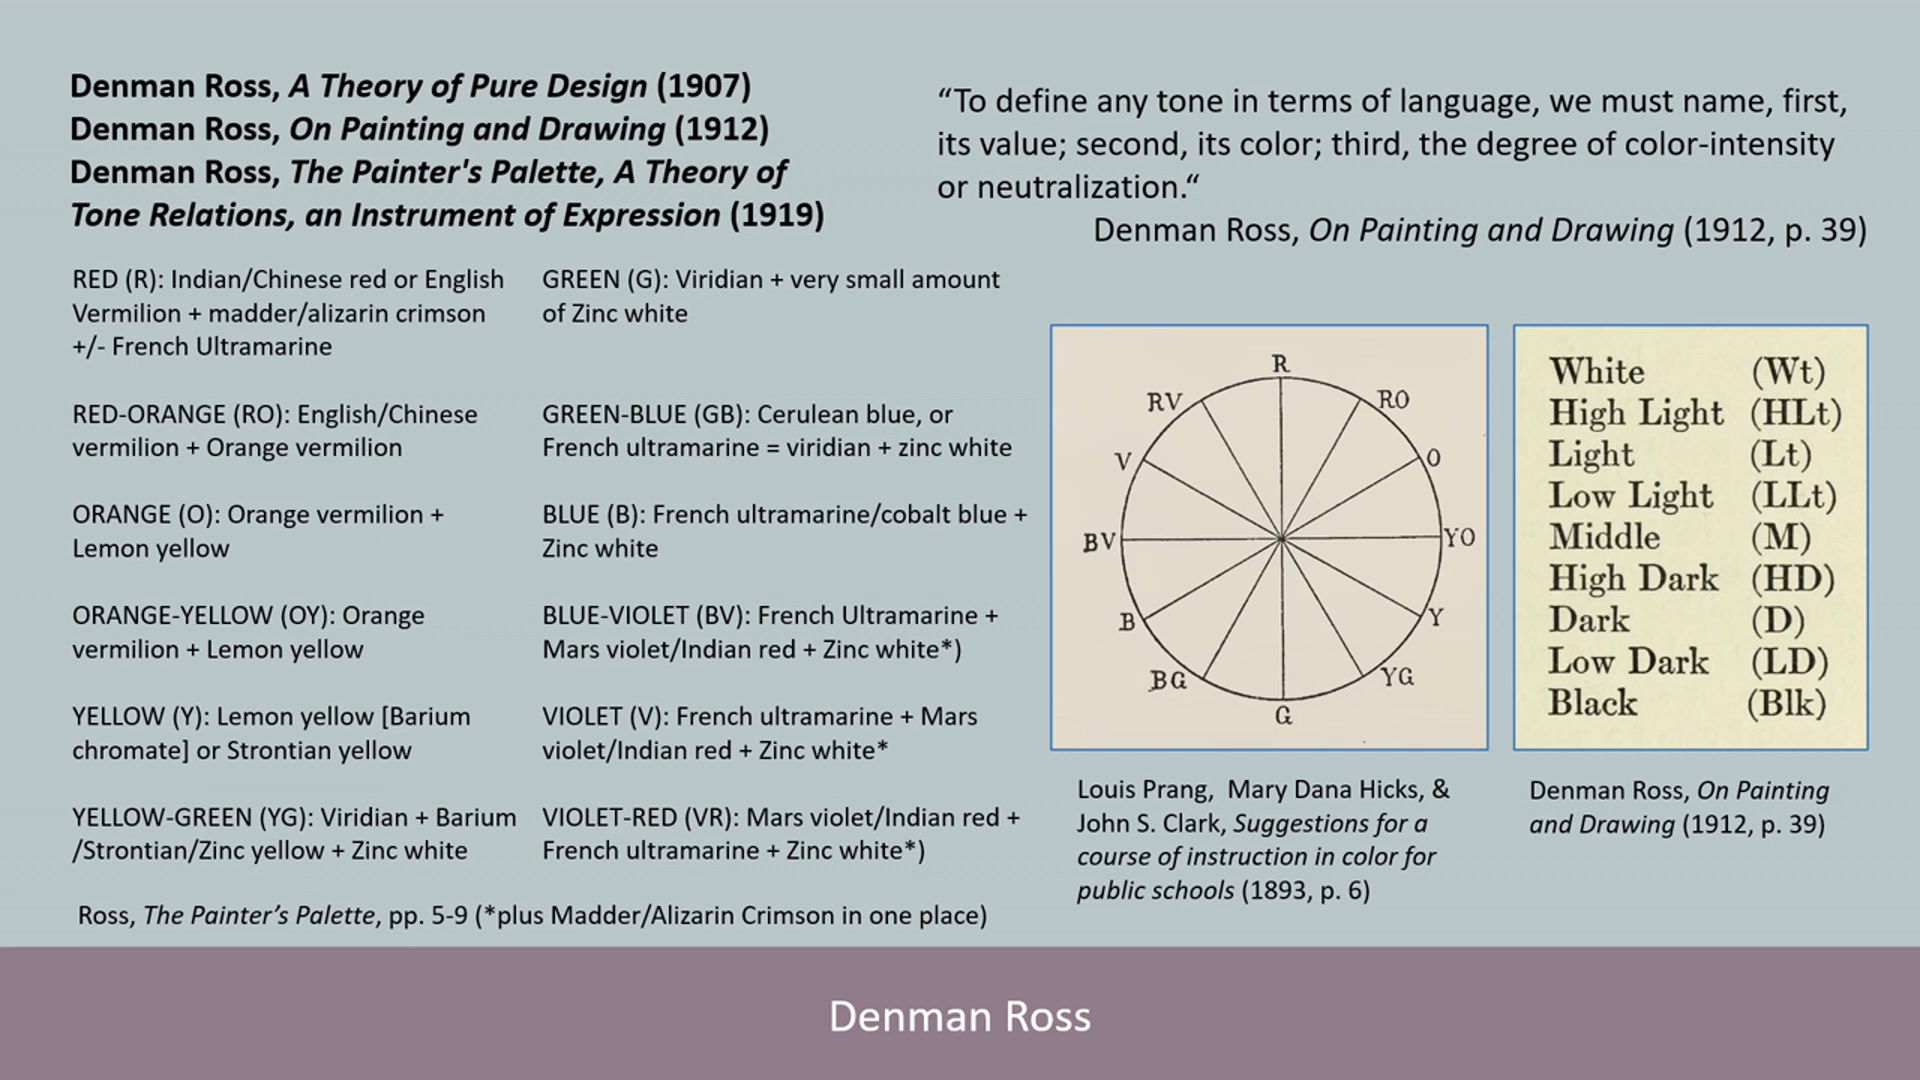 Denman Ross, A Theory of Pure Design (1907)
Denman Ross, On Painting and Drawing (1912)
Denman Ross, The Painter's Palette, A Theory of
Tone Relations, an Instrument of Expression (1919)
“To define any tone in terms of language, we must name, first,
its value; second, its color; third, the degree of color-intensity
or neutralization.“
Denman Ross, On Painting and Drawing (1912, p. 39)
RED (R): Indian/Chinese red or English
Vermilion + madder/alizarin crimson
+/- French Ultramarine
RED-ORANGE (RO): English/Chinese
vermilion + Orange vermilion
ORANGE (O): Orange vermilion +
Lemon yellow
ORANGE-YELLOW (OY): Orange
vermilion + Lemon yellow
YELLOW (Y): Lemon yellow [Barium
chromate] or Strontian yellow
YELLOW-GREEN (YG): Viridian + Barium
/Strontian/Zinc yellow + Zinc white
GREEN (G): Viridian + very small amount
of Zinc white
GREEN-BLUE (GB): Cerulean blue, or
French ultramarine = viridian + zinc white
BLUE (B): French ultramarine/cobalt blue +
Zinc white
BLUE-VIOLET (BV): French Ultramarine +
Mars violet/Indian red + Zinc white*)
VIOLET (V): French ultramarine + Mars
violet/Indian red + Zinc white*
VIOLET-RED (VR): Mars violet/Indian red +
French ultramarine + Zinc white*)
Ross, The Painter’s Palette, pp. 5-9 (*plus Madder/Alizarin Crimson in one place)
R
RO
O
YO
Y
YG
G
BG
B
BV
V
RV
Louis Prang, Mary Dana Hicks, &
John S. Clark, Suggestions for a
course of instruction in color for
public schools (1893, p. 6)
White (Wt)
High Light (HLt)
Light (Lt)
Low Light (LLt)
Middle (M)
High Dark (HD)
Dark (D)
Low Dark (LD)
Black (Blk)
Denman Ross, On Painting
and Drawing (1912, p. 39)
Denman Ross